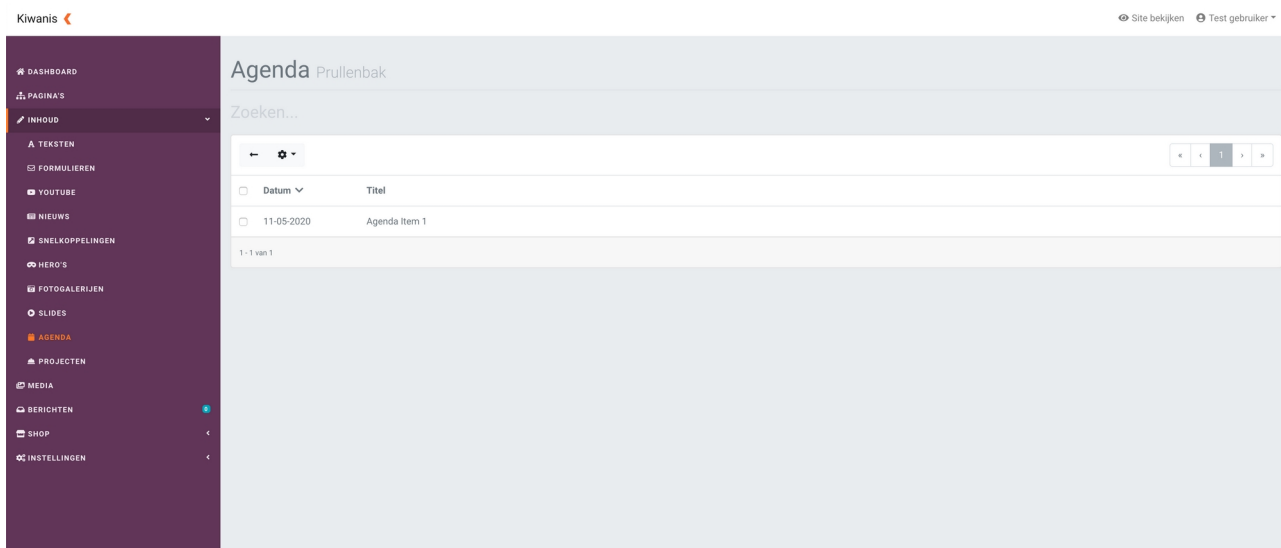 Kiwanis
Site bekijken Test gebruiker
DASHBOARD
PAGINA'S
INHOUD
TEKSTEN
FORMULIEREN
YOUTUBE
NIEUWS
SNELKOPPELINGEN
HERO'S
FOTOGALERIJEN
SLIDES
AGENDA
PROJECTEN
MEDIA
BERICHTEN 0
SHOP
INSTELLINGEN
Agenda Prullenbak
Zoeken...
« ‹ 1 › »
Datum Titel
11-05-2020 Agenda Item 1
1 - 1 van 1